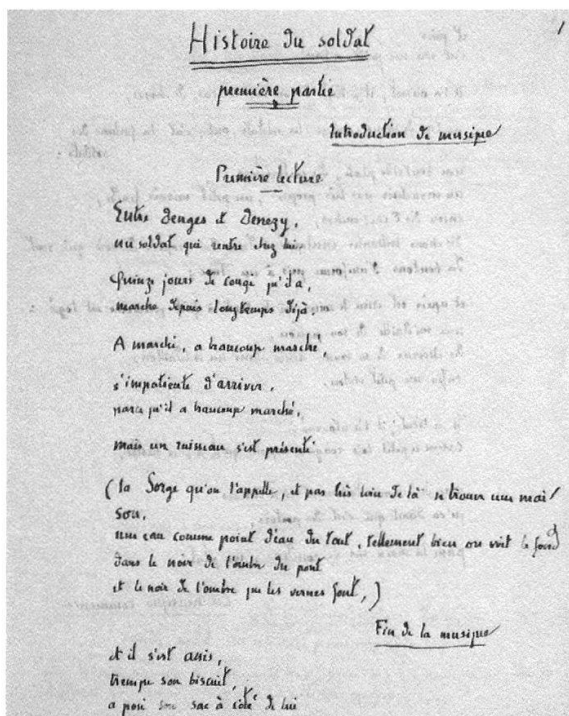 1
Histoire du soldat
première partie
Introduction de musique
Première lecture
Entre Denges et Denezy,
un soldat qui rentre chez lui.
Quinze jours de congé qu'il a,
marche depuis longtemps déjà.
A marché, a beaucoup marché,
s'impatiente d'arriver,
parce qu'il a beaucoup marché,
mais un ruisseau s'est présenté
(la Sorge qu'on l'appelle, et pas très loin de là se trouve une mai/
son,
une eau comme point d'eau du tout, tellement bien on voit le fond
dans le noir de l'ombre du pont
et le noir de l'ombre que les vernes font,)
Fin de la musique
et il s'est assis,
trempe son biscuit,
a posé son sac à côté de lui